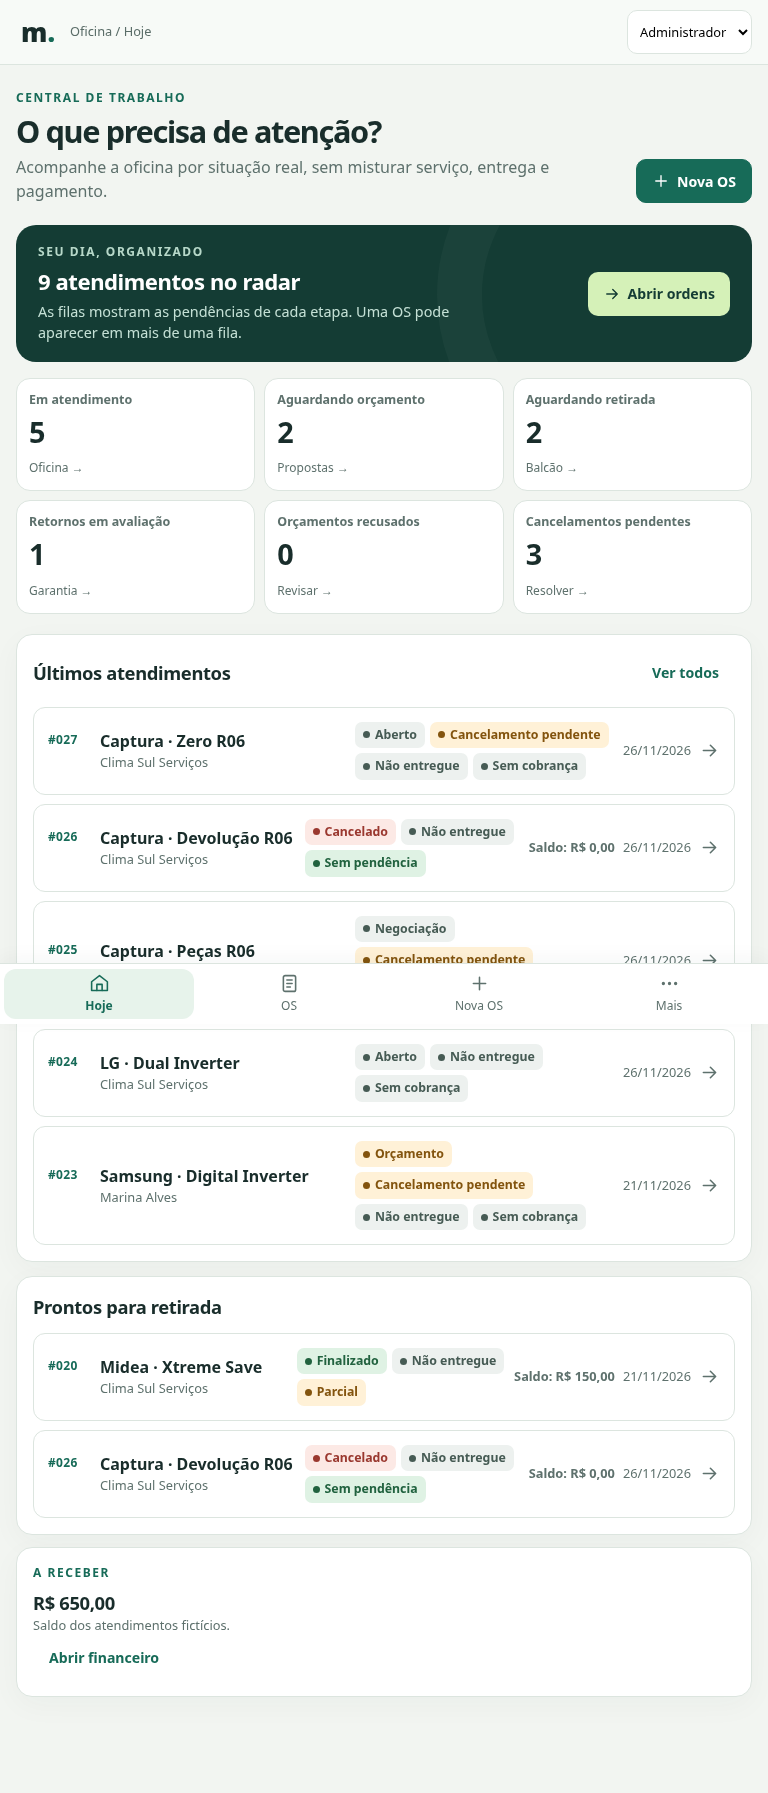 m. Oficina / Hoje Administrador
CENTRAL DE TRABALHO
O que precisa de atenção?
Acompanhe a oficina por situação real, sem misturar serviço, entrega e
pagamento.
+ Nova OS
SEU DIA, ORGANIZADO
9 atendimentos no radar
As filas mostram as pendências de cada etapa. Uma OS pode
aparecer em mais de uma fila.
→ Abrir ordens
Em atendimento
5
Oficina →
Aguardando orçamento
2
Propostas →
Aguardando retirada
2
Balcão →
Retornos em avaliação
1
Garantia →
Orçamentos recusados
0
Revisar →
Cancelamentos pendentes
3
Resolver →
Últimos atendimentos
Ver todos
#027
Captura · Zero R06
Clima Sul Serviços
Aberto
Cancelamento pendente
Não entregue
Sem cobrança
26/11/2026 →
#026
Captura · Devolução R06
Clima Sul Serviços
Cancelado
Não entregue
Sem pendência
Saldo: R$ 0,00
26/11/2026 →
#025
Captura · Peças R06
Negociação
Cancelamento pendente
26/11/2026 →
Hoje
OS
Nova OS
Mais
#024
LG · Dual Inverter
Clima Sul Serviços
Aberto
Não entregue
Sem cobrança
26/11/2026 →
#023
Samsung · Digital Inverter
Marina Alves
Orçamento
Cancelamento pendente
Não entregue
Sem cobrança
21/11/2026 →
Prontos para retirada
#020
Midea · Xtreme Save
Clima Sul Serviços
Finalizado
Não entregue
Parcial
Saldo: R$ 150,00
21/11/2026 →
#026
Captura · Devolução R06
Clima Sul Serviços
Cancelado
Não entregue
Sem pendência
Saldo: R$ 0,00
26/11/2026 →
A RECEBER
R$ 650,00
Saldo dos atendimentos fictícios.
Abrir financeiro